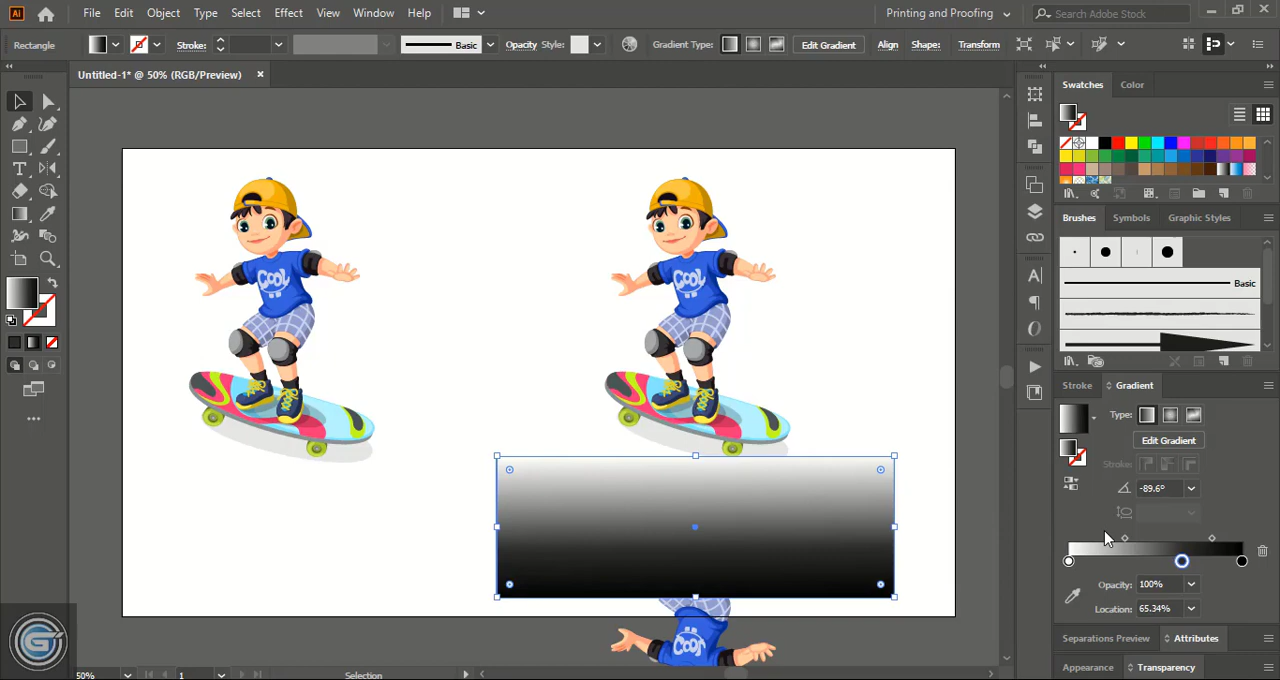 Ai File Edit Object Type Select Effect View Window Help Printing and Proofing Search Adobe Stock
Rectangle Stroke: Basic Opacity Style: Gradient Type: Edit Gradient Align Shape: Transform
Untitled-1* @ 50% (RGB/Preview) ×
Swatches Color
Brushes Symbols Graphic Styles
Basic
Stroke Gradient
Type:
Edit Gradient
Stroke:
-89.6°
Opacity: 100%
Location: 65.34%
Separations Preview Attributes
Appearance Transparency
Cool
Cool
Cool
50% 1 Selection